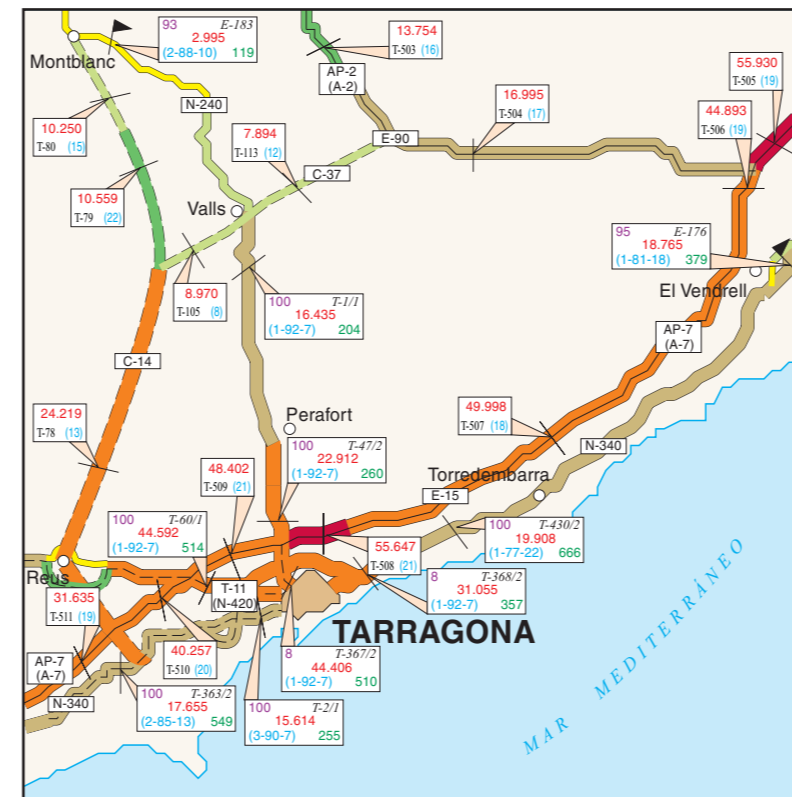 93 E-183
2.995
(2-88-10) 119
Montblanc
13.754
T-503 (16)
AP-2
(A-2)
55.930
T-505 (19)
16.995
T-504 (17)
44.893
T-506 (19)
N-240
10.250
T-80 (15)
7.894
T-113 (12)
E-90
C-37
10.559
T-79 (22)
Valls
95 E-176
18.765
(1-81-18) 379
El Vendrell
8.970
T-105 (8)
100 T-1/1
16.435
(1-92-7) 204
AP-7
(A-7)
C-14
24.219
T-78 (13)
Perafort
49.998
T-507 (18)
N-340
100 T-47/2
22.912
(1-92-7) 260
48.402
T-509 (21)
Torredembarra
E-15
100 T-60/1
44.592
(1-92-7) 514
100 T-430/2
19.908
(1-77-22) 666
55.647
T-508 (21)
Reus
8 T-368/2
31.055
(1-92-7) 357
T-11
(N-420)
31.635
T-511 (19)
TARRAGONA
40.257
T-510 (20)
8 T-367/2
44.406
(1-92-7) 510
AP-7
(A-7)
N-340
100 T-363/2
17.655
(2-85-13) 549
100 T-2/1
15.614
(3-90-7) 255
MAR MEDITERRÁNEO